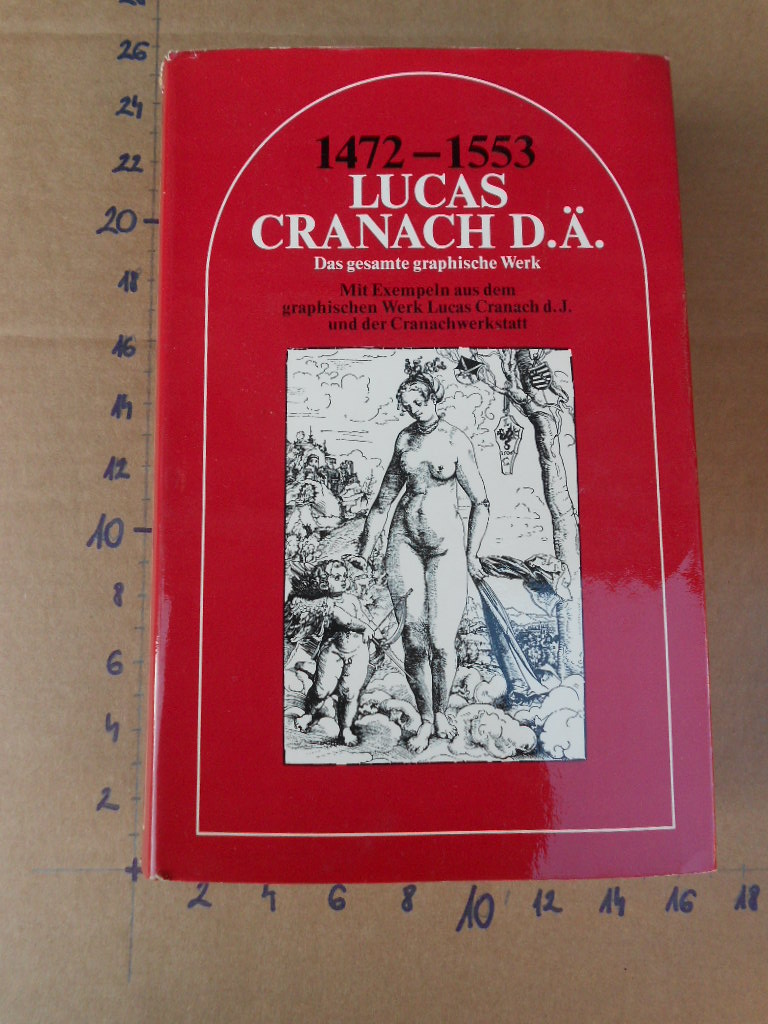 1472 – 1553
LUCAS
CRANACH D.Ä.
Das gesamte graphische Werk
Mit Exempeln aus dem
graphischen Werk Lucas Cranach d. J.
und der Cranachwerkstatt
26
24
22
20
18
16
14
12
10
8
6
4
2
2 4 6 8 10 12 14 16 18